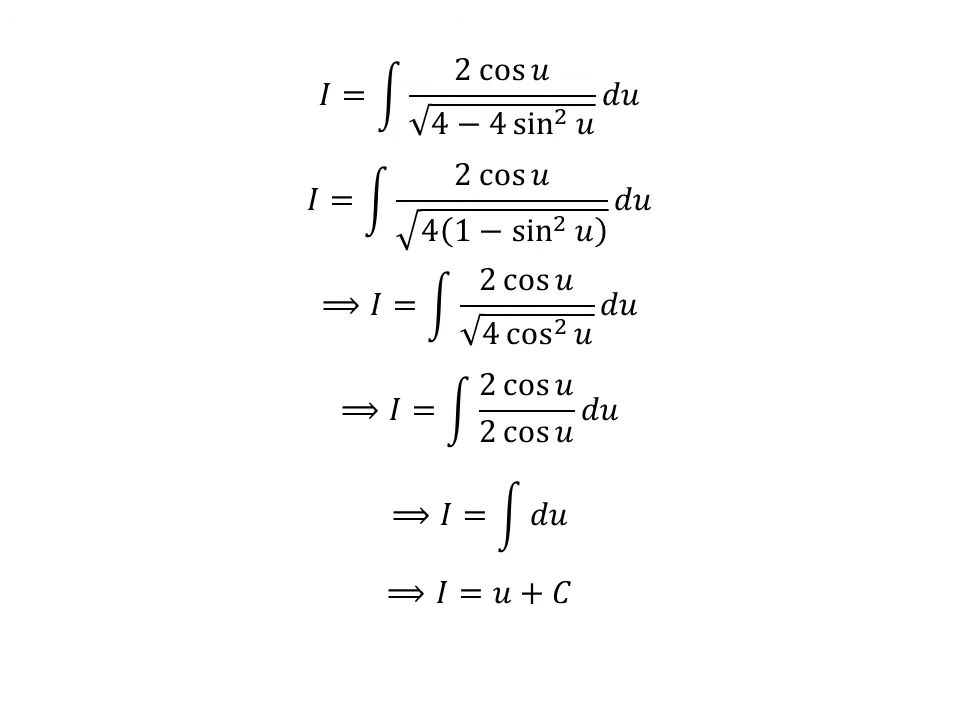 I = ∫ 2 cos u / √(4 − 4 sin² u) du
I = ∫ 2 cos u / √(4(1 − sin² u)) du
⟹ I = ∫ 2 cos u / √(4 cos² u) du
⟹ I = ∫ 2 cos u / 2 cos u du
⟹ I = ∫ du
⟹ I = u + C